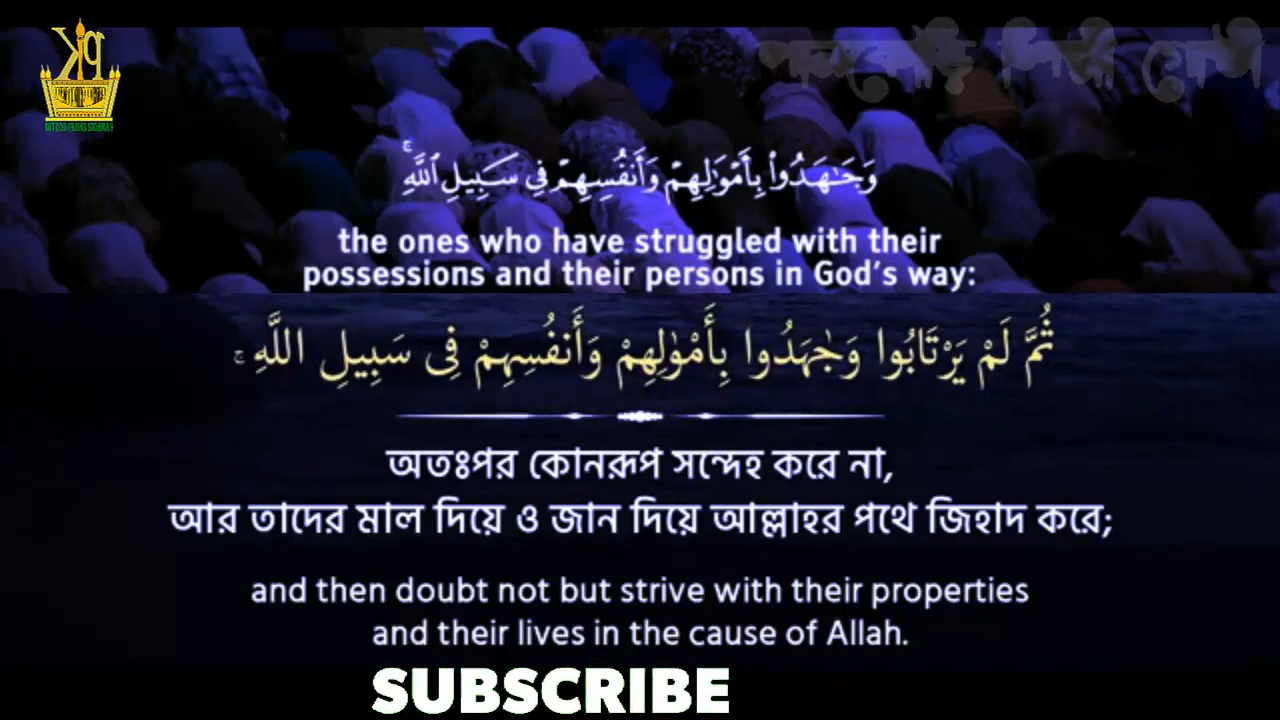 وَجَـٰهَدُوا۟ بِأَمْوَٰلِهِمْ وَأَنفُسِهِمْ فِى سَبِيلِ ٱللَّهِ ۚ
the ones who have struggled with their
possessions and their persons in God's way:
ثُمَّ لَمْ يَرْتَابُوا وَجٰهَدُوا بِأَمْوٰلِهِمْ وَأَنفُسِهِمْ فِى سَبِيلِ اللَّهِ ۚ
অতঃপর কোনরূপ সন্দেহ করে না,
আর তাদের মাল দিয়ে ও জান দিয়ে আল্লাহর পথে জিহাদ করে;
and then doubt not but strive with their properties
and their lives in the cause of Allah.
SUBSCRIBE